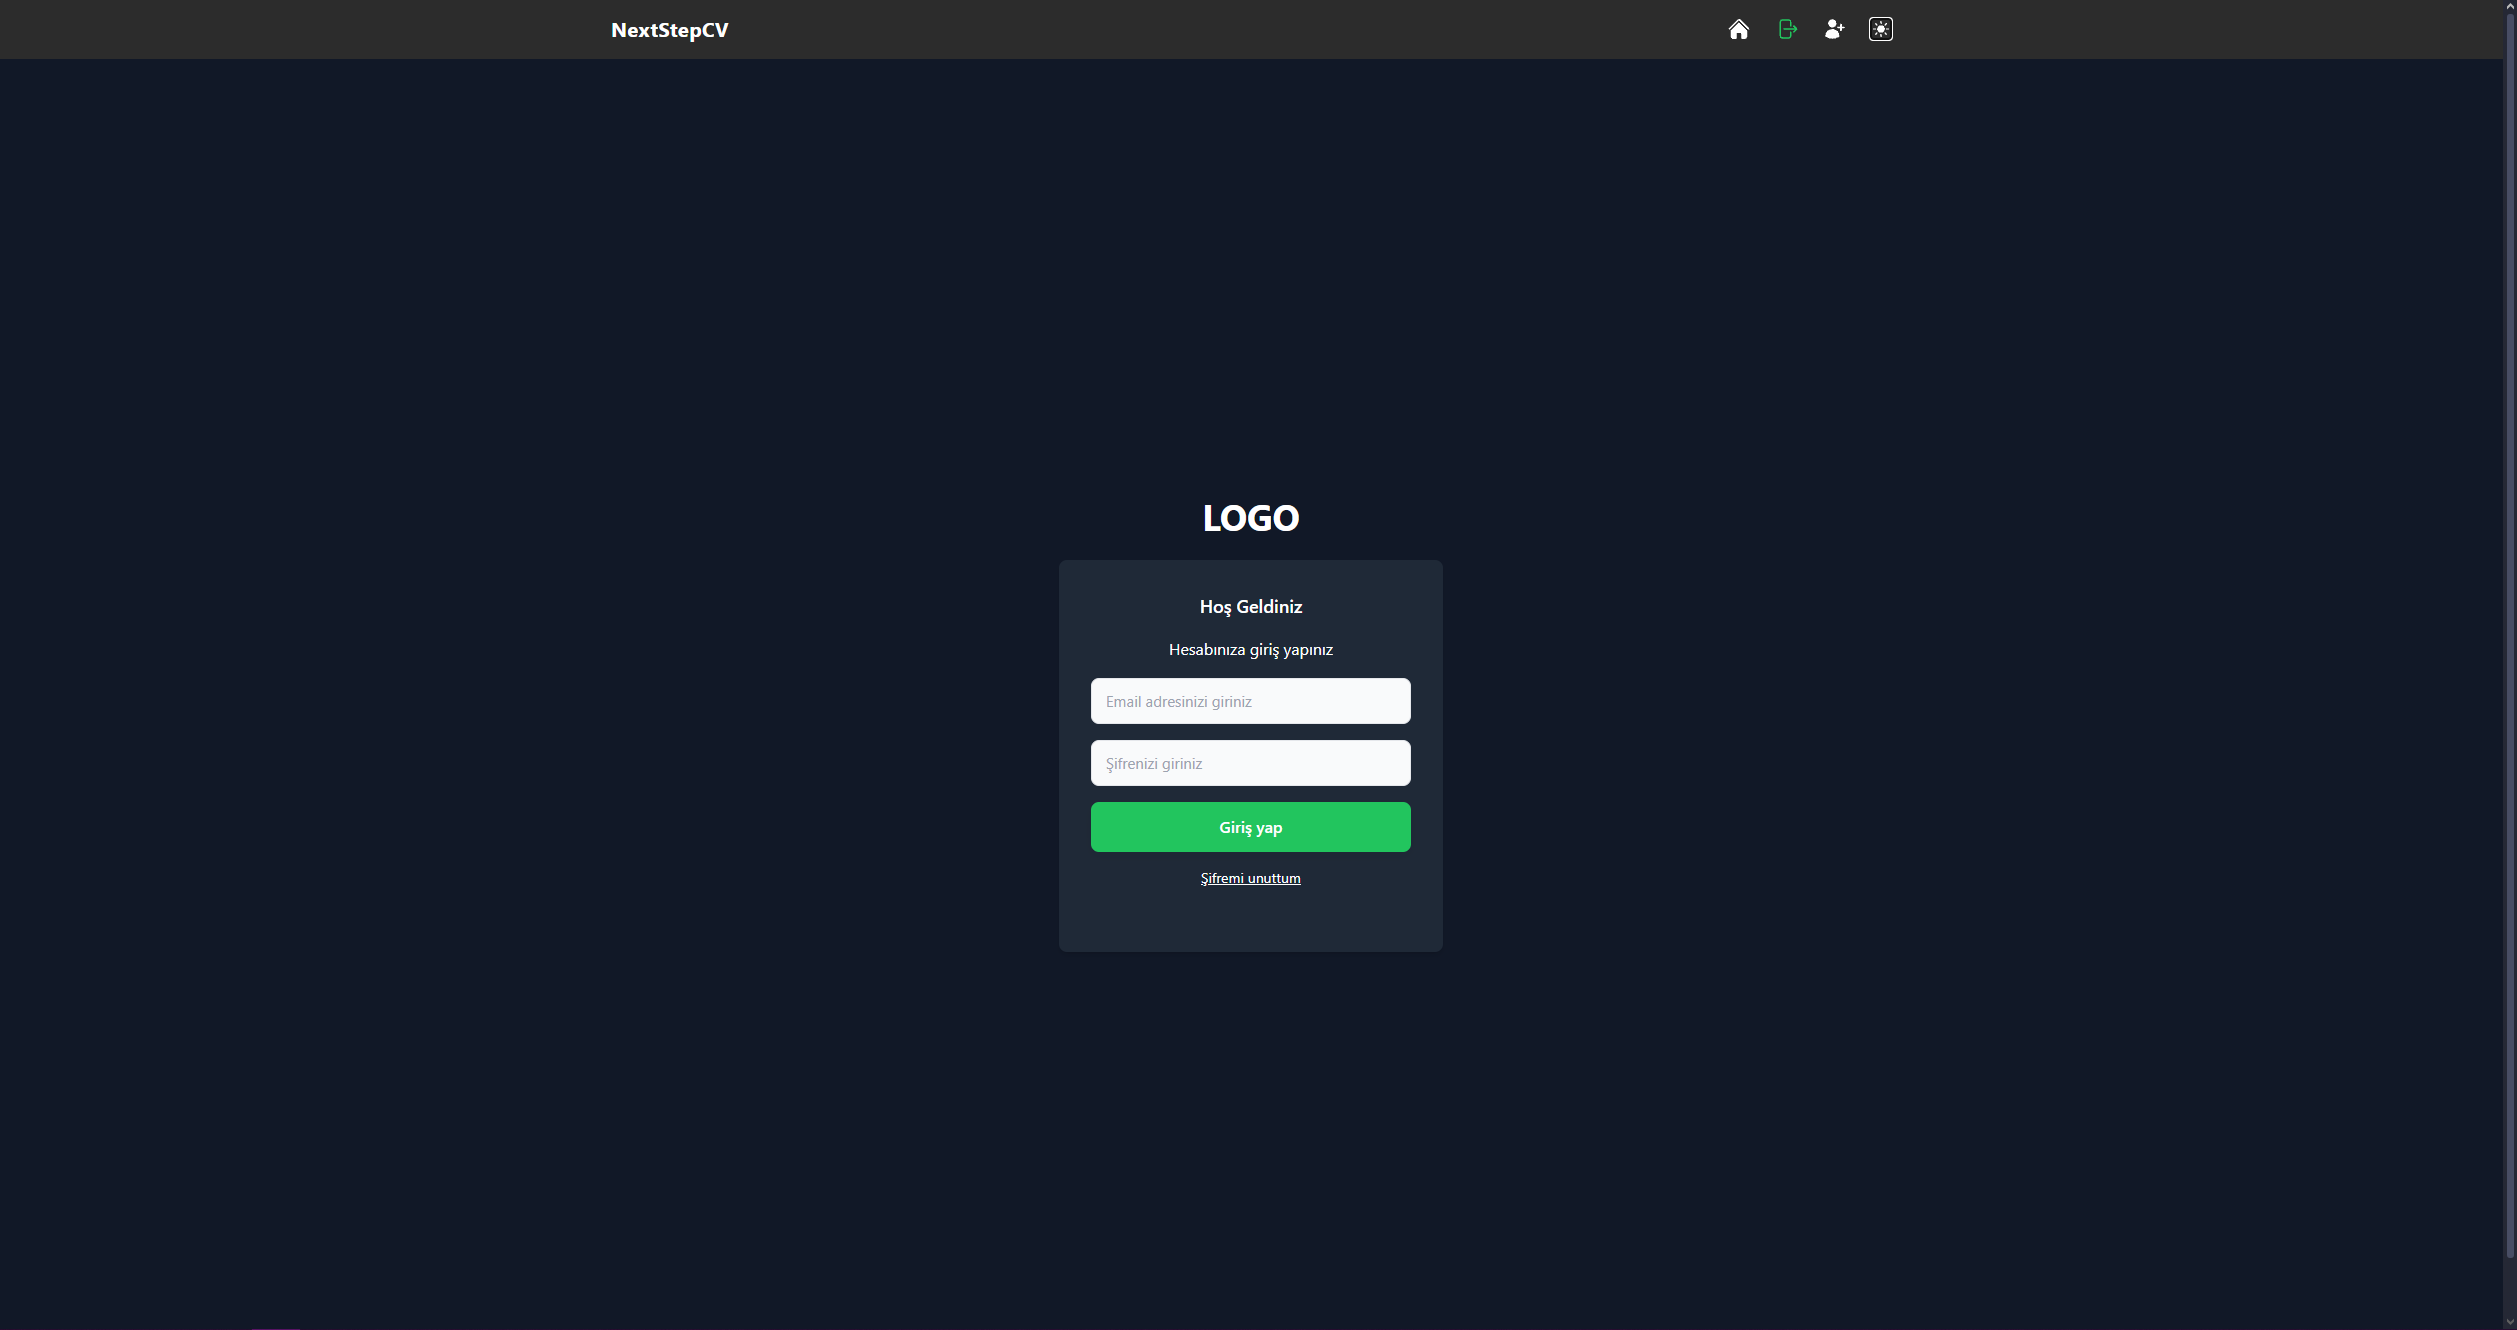 NextStepCV
LOGO
Hoş Geldiniz
Hesabınıza giriş yapınız
Email adresinizi giriniz
Şifrenizi giriniz
Giriş yap
Şifremi unuttum